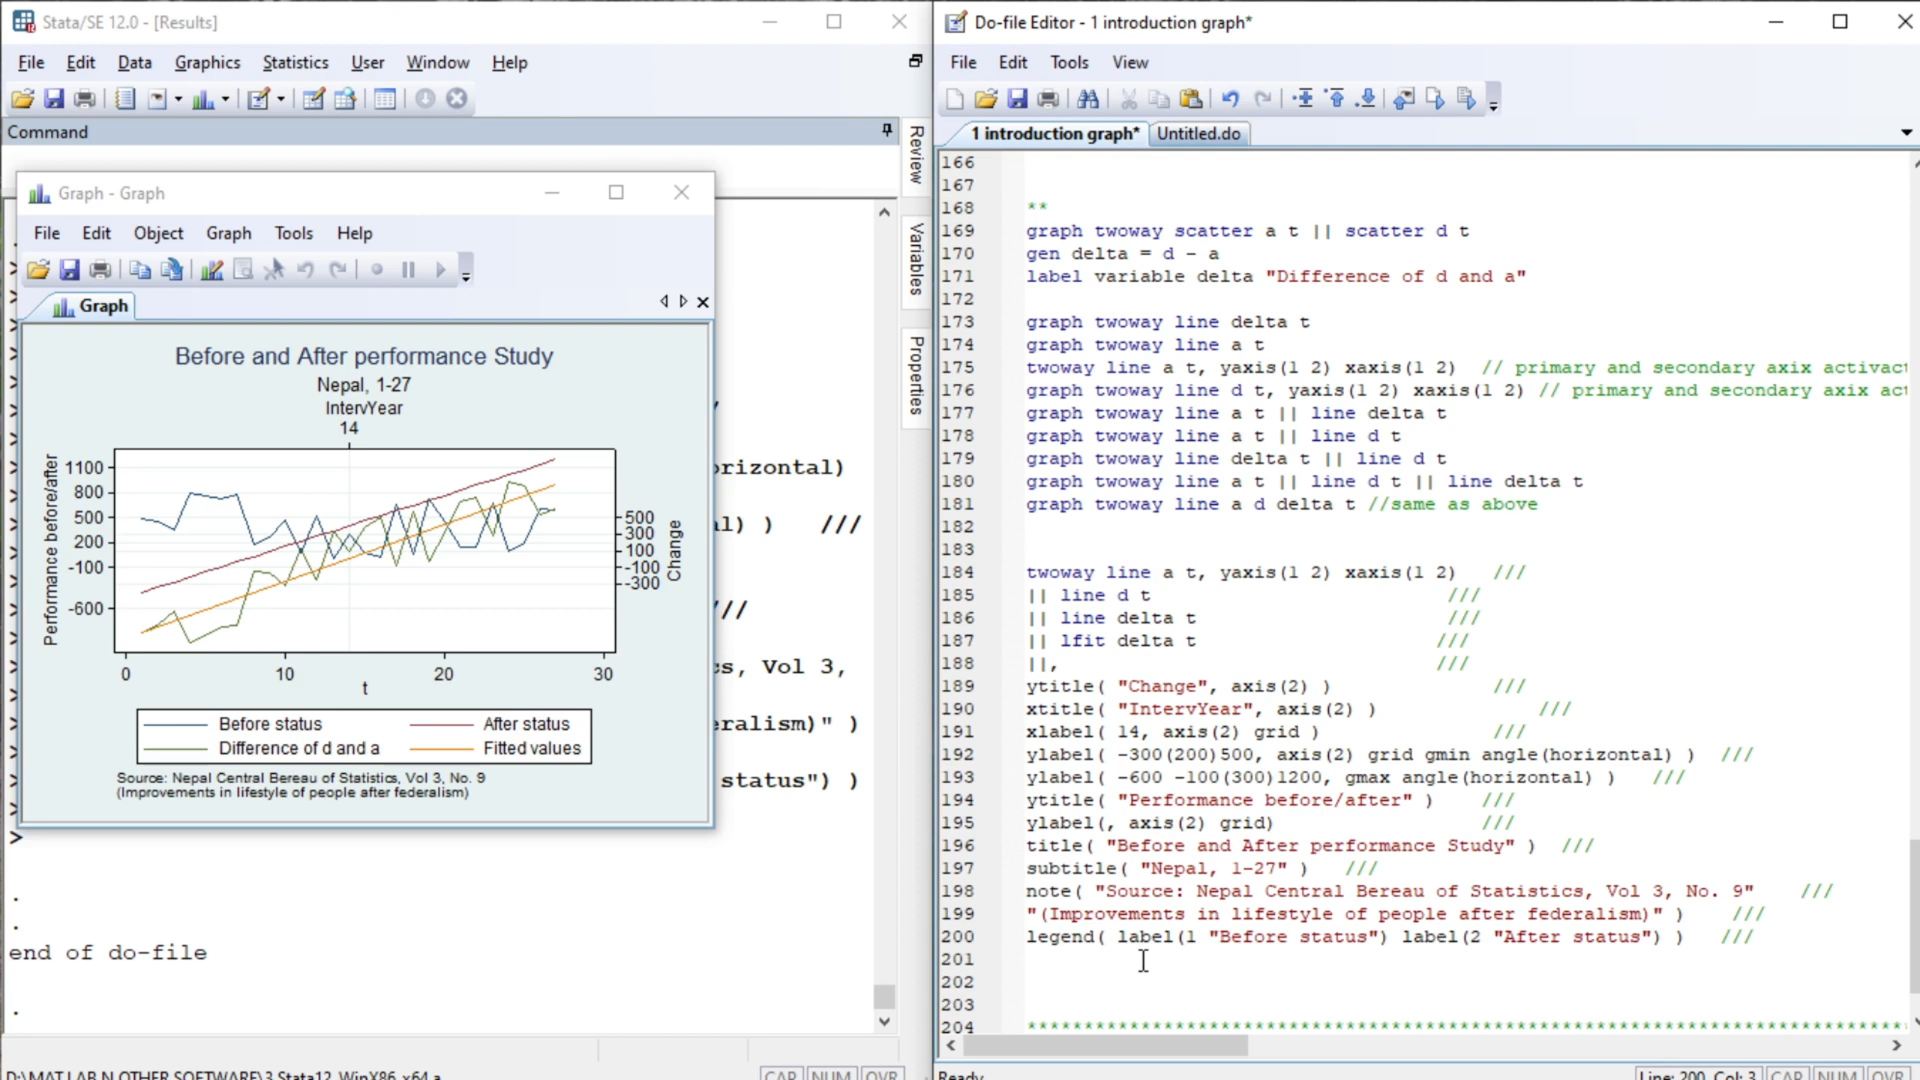 Stata/SE 12.0 - [Results]
File Edit Data Graphics Statistics User Window Help
Command
Review
Variables
Properties
Graph - Graph
File Edit Object Graph Tools Help
Graph
Before and After performance Study
Nepal, 1-27
IntervYear
14
Performance before/after
1100
800
500
200
-100
-600
500
300
100
-100
-300
Change
0 10 20 30
t
Before status After status
Difference of d and a Fitted values
Source: Nepal Central Bereau of Statistics, Vol 3, No. 9
(Improvements in lifestyle of people after federalism)
orizontal)
al) ) ///
///
cs, Vol 3,
eralism)" )
status") )
>
.
.
end of do-file
.
CAP NUM OVR
Do-file Editor - 1 introduction graph*
File Edit Tools View
1 introduction graph* Untitled.do
166
167
168 **
169 graph twoway scatter a t || scatter d t
170 gen delta = d - a
171 label variable delta "Difference of d and a"
172
173 graph twoway line delta t
174 graph twoway line a t
175 twoway line a t, yaxis(1 2) xaxis(1 2) // primary and secondary axix activact
176 graph twoway line d t, yaxis(1 2) xaxis(1 2) // primary and secondary axix act
177 graph twoway line a t || line delta t
178 graph twoway line a t || line d t
179 graph twoway line delta t || line d t
180 graph twoway line a t || line d t || line delta t
181 graph twoway line a d delta t //same as above
182
183
184 twoway line a t, yaxis(1 2) xaxis(1 2) ///
185 || line d t ///
186 || line delta t ///
187 || lfit delta t ///
188 ||, ///
189 ytitle( "Change", axis(2) ) ///
190 xtitle( "IntervYear", axis(2) ) ///
191 xlabel( 14, axis(2) grid ) ///
192 ylabel( -300(200)500, axis(2) grid gmin angle(horizontal) ) ///
193 ylabel( -600 -100(300)1200, gmax angle(horizontal) ) ///
194 ytitle( "Performance before/after" ) ///
195 ylabel(, axis(2) grid) ///
196 title( "Before and After performance Study" ) ///
197 subtitle( "Nepal, 1-27" ) ///
198 note( "Source: Nepal Central Bereau of Statistics, Vol 3, No. 9" ///
199 "(Improvements in lifestyle of people after federalism)" ) ///
200 legend( label(1 "Before status") label(2 "After status") ) ///
201
202
203
204 *****************************************************************************
Ready
Line: 200, Col: 3 CAP NUM OVR